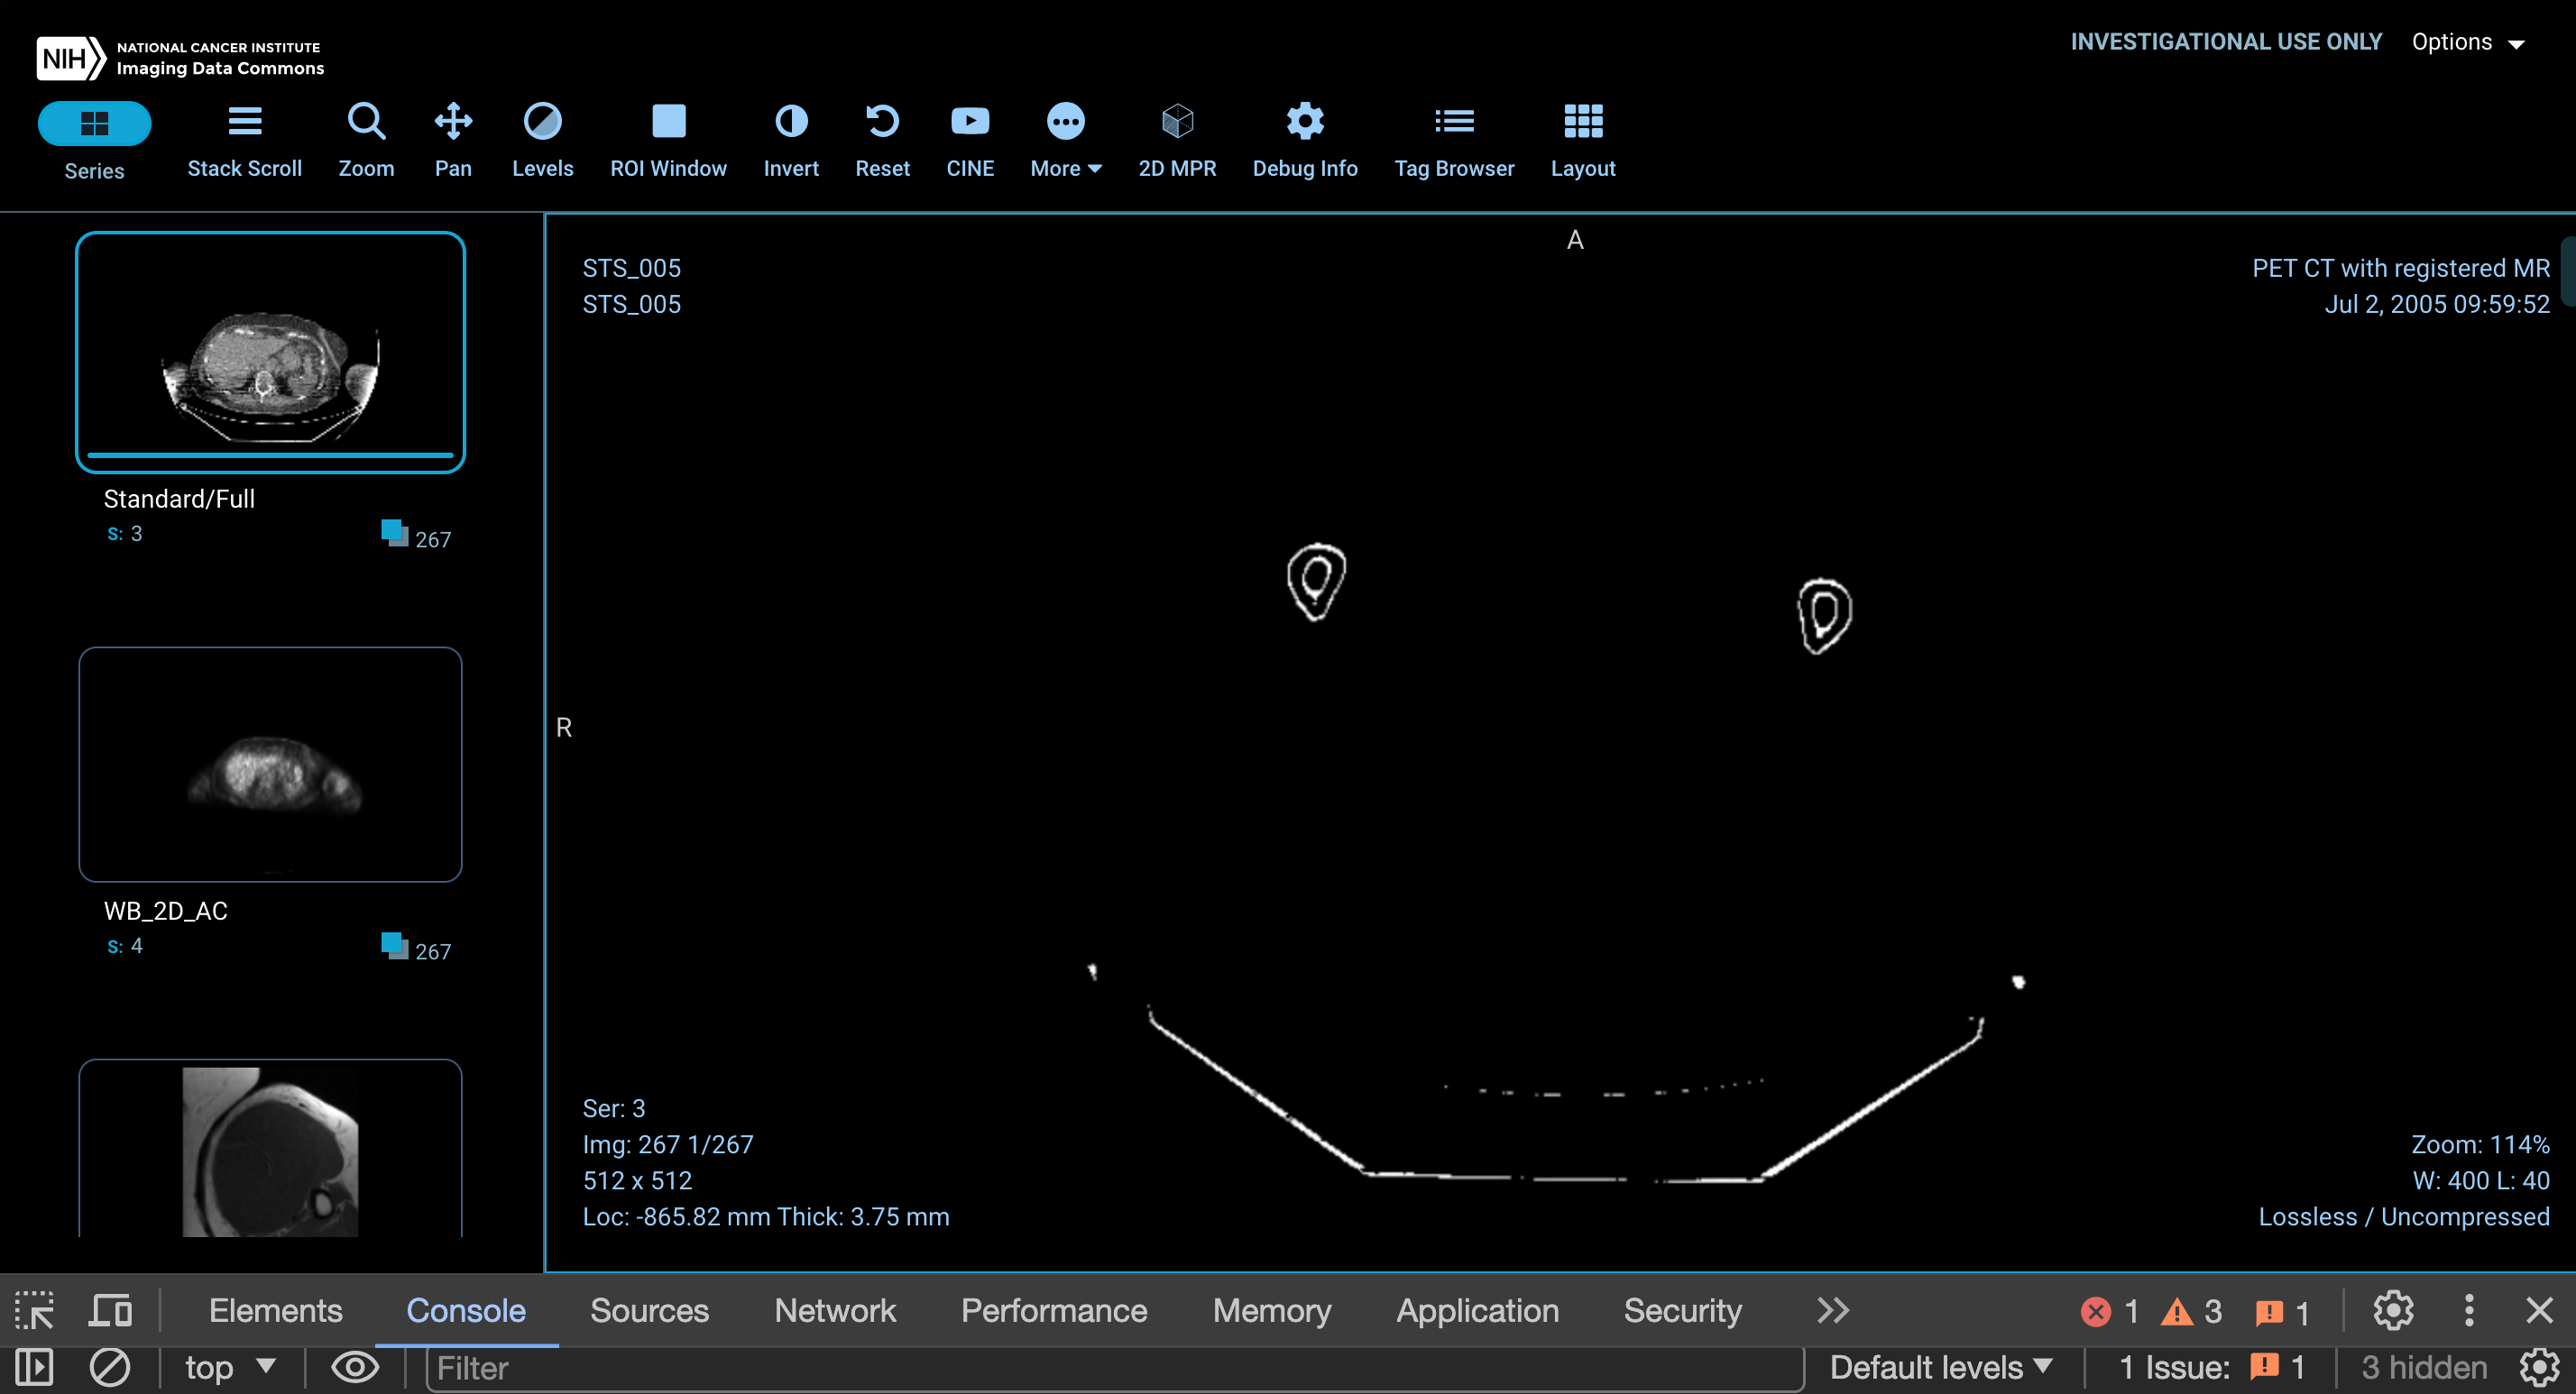 NIH NATIONAL CANCER INSTITUTE
Imaging Data Commons
INVESTIGATIONAL USE ONLY Options
Series Stack Scroll Zoom Pan Levels ROI Window Invert Reset CINE More 2D MPR Debug Info Tag Browser Layout
Standard/Full
S: 3 267
WB_2D_AC
S: 4 267
A
STS_005
STS_005
PET CT with registered MR
Jul 2, 2005 09:59:52
R
Ser: 3
Img: 267 1/267
512 x 512
Loc: -865.82 mm Thick: 3.75 mm
Zoom: 114%
W: 400 L: 40
Lossless / Uncompressed
Elements Console Sources Network Performance Memory Application Security 1 3 1
top Filter Default levels 1 Issue: 1 3 hidden